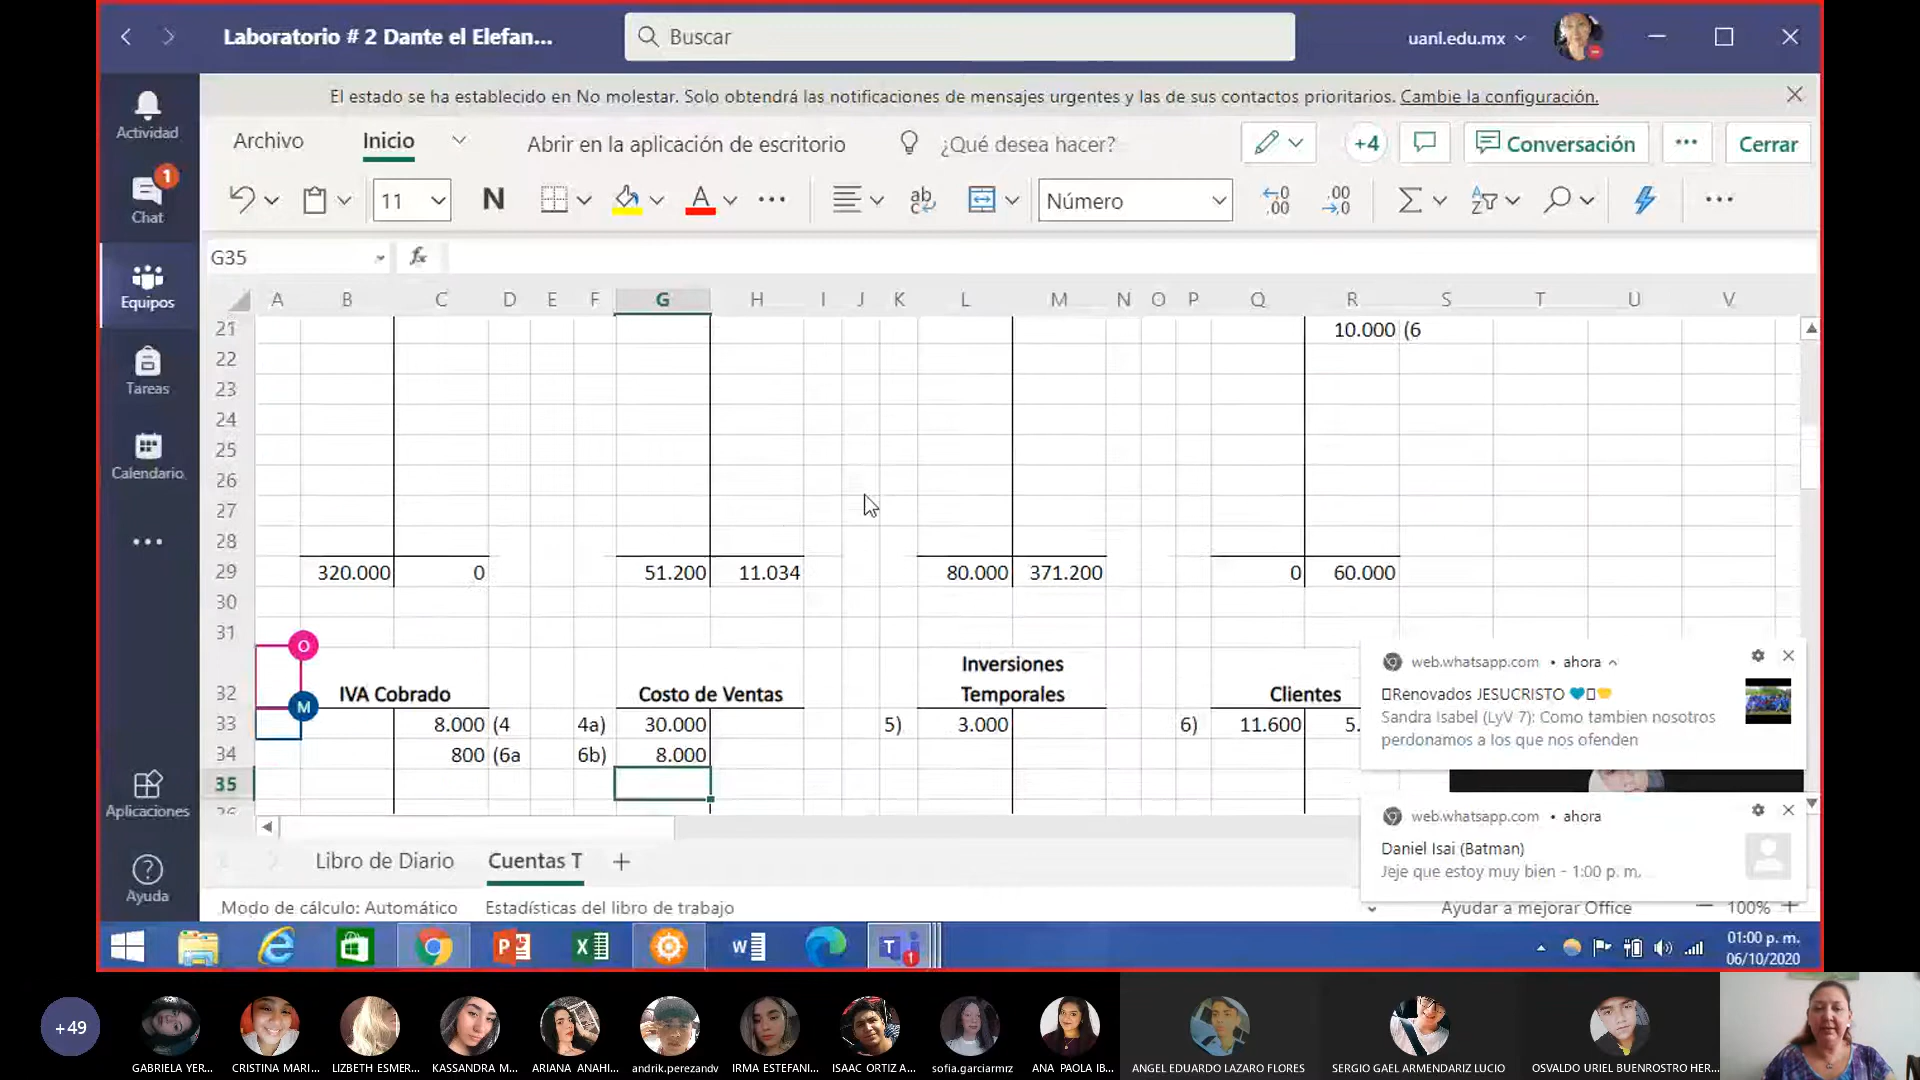 Laboratorio # 2 Dante el Elefan...
Buscar
uanl.edu.mx
El estado se ha establecido en No molestar. Solo obtendrá las notificaciones de mensajes urgentes y las de sus contactos prioritarios. Cambie la configuración.
Actividad
1
Chat
Equipos
Tareas
Calendario
Aplicaciones
Ayuda
Archivo
Inicio
Abrir en la aplicación de escritorio
¿Qué desea hacer?
+4
Conversación
Cerrar
11
N
A
ab
Número
G35
fx
A B C D E F G H I J K L M N O P Q R S T U V
21 10.000 (6
22
23
24
25
26
27
28
29 320.000 0 51.200 11.034 80.000 371.200 0 60.000
30
31
O
Inversiones
32 IVA Cobrado Costo de Ventas Temporales Clientes
M
33 8.000 (4 4a) 30.000 5) 3.000 6) 11.600 5.
34 800 (6a 6b) 8.000
35
web.whatsapp.com • ahora
Renovados JESUCRISTO
Sandra Isabel (LyV 7): Como tambien nosotros
perdonamos a los que nos ofenden
web.whatsapp.com • ahora
Daniel Isai (Batman)
Jeje que estoy muy bien - 1:00 p. m.
Libro de Diario
Cuentas T
Modo de cálculo: Automático
Estadísticas del libro de trabajo
Ayudar a mejorar Office
100%
01:00 p. m.
06/10/2020
+49
GABRIELA YER...
CRISTINA MARI...
LIZBETH ESMER...
KASSANDRA M...
ARIANA ANAHI...
andrik.perezandv
IRMA ESTEFANI...
ISAAC ORTIZ A...
sofia.garciarmrz
ANA PAOLA IB...
ANGEL EDUARDO LAZARO FLORES
SERGIO GAEL ARMENDARIZ LUCIO
OSVALDO URIEL BUENROSTRO HER...